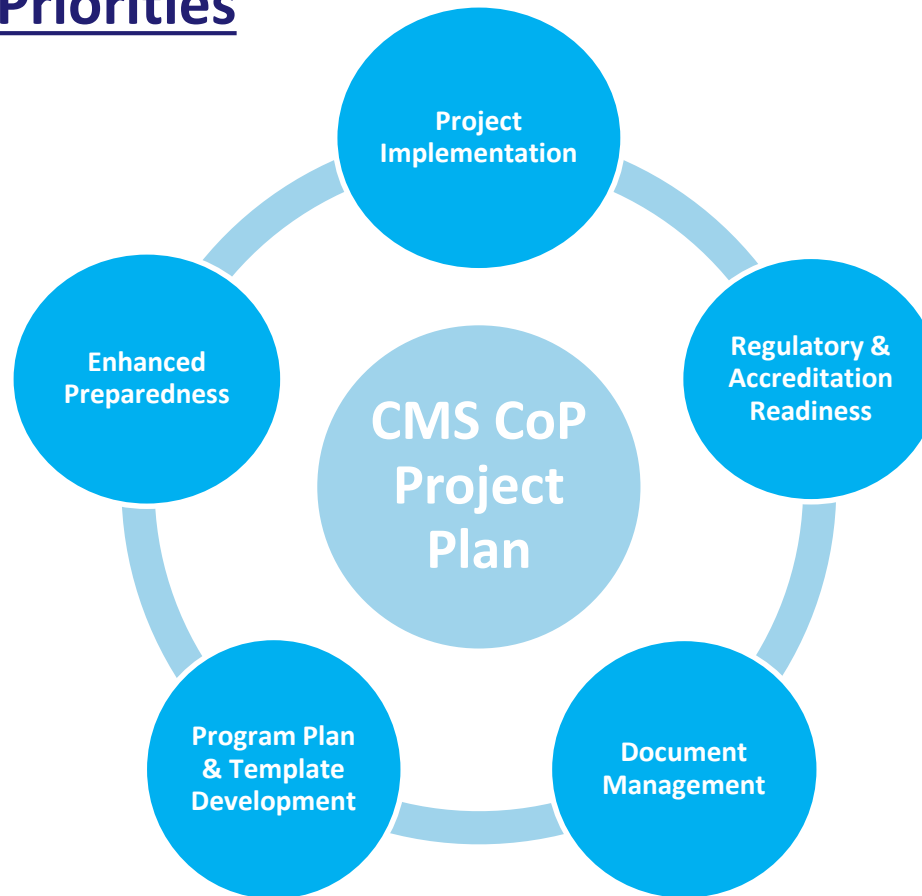 Priorities
Project
Implementation
Regulatory &
Accreditation
Readiness
Document
Management
Program Plan
& Template
Development
Enhanced
Preparedness
CMS CoP
Project
Plan